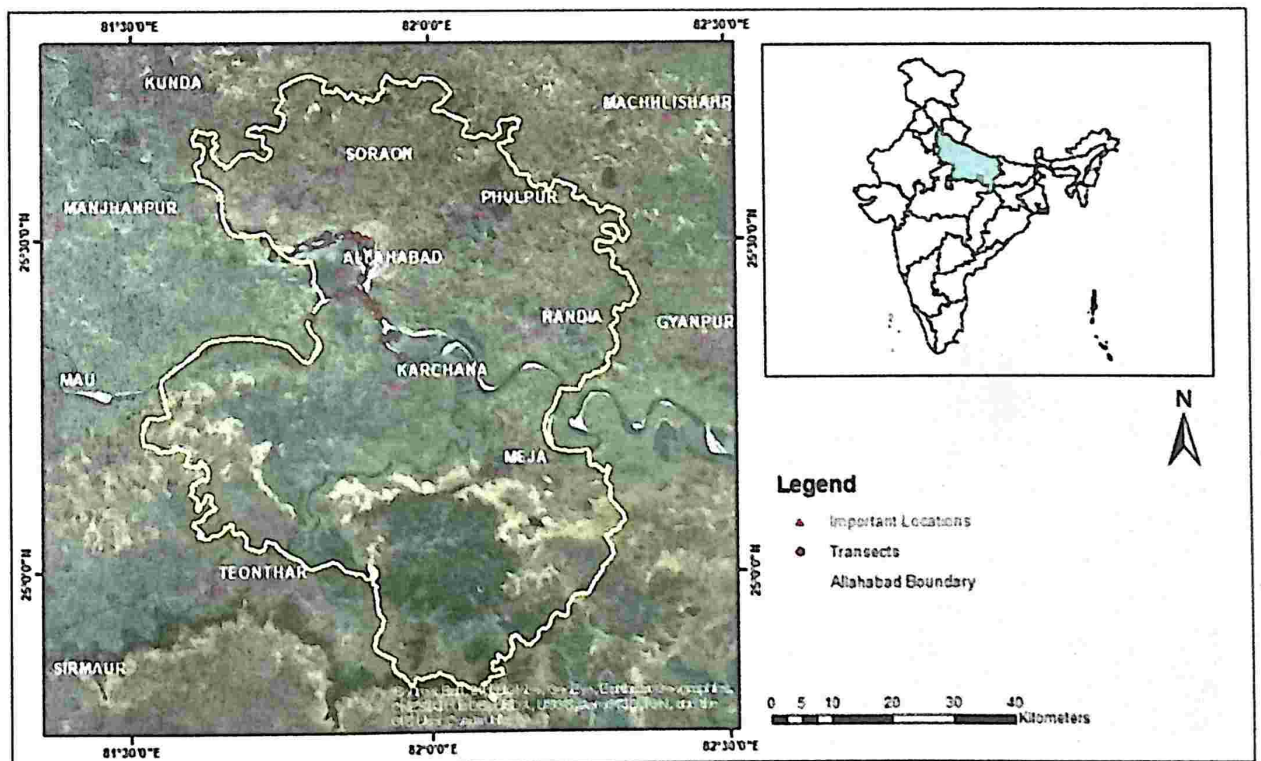 81°30'0"E
82°0'0"E
82°30'0"E
KUNDA
MACHHLISHAHR
SORAON
PHULPUR
MANJHANPUR
25°30'0"N
25°30'0"N
ALLAHABAD
HANDIA
GYANPUR
KARCHANA
MAU
MEJA
N
Legend
Important Locations
Transects
Allahabad Boundary
25°0'0"N
25°0'0"N
TEONTHAR
SIRMAUR
0 5 10 20 30 40
Kilometers
81°30'0"E
82°0'0"E
82°30'0"E